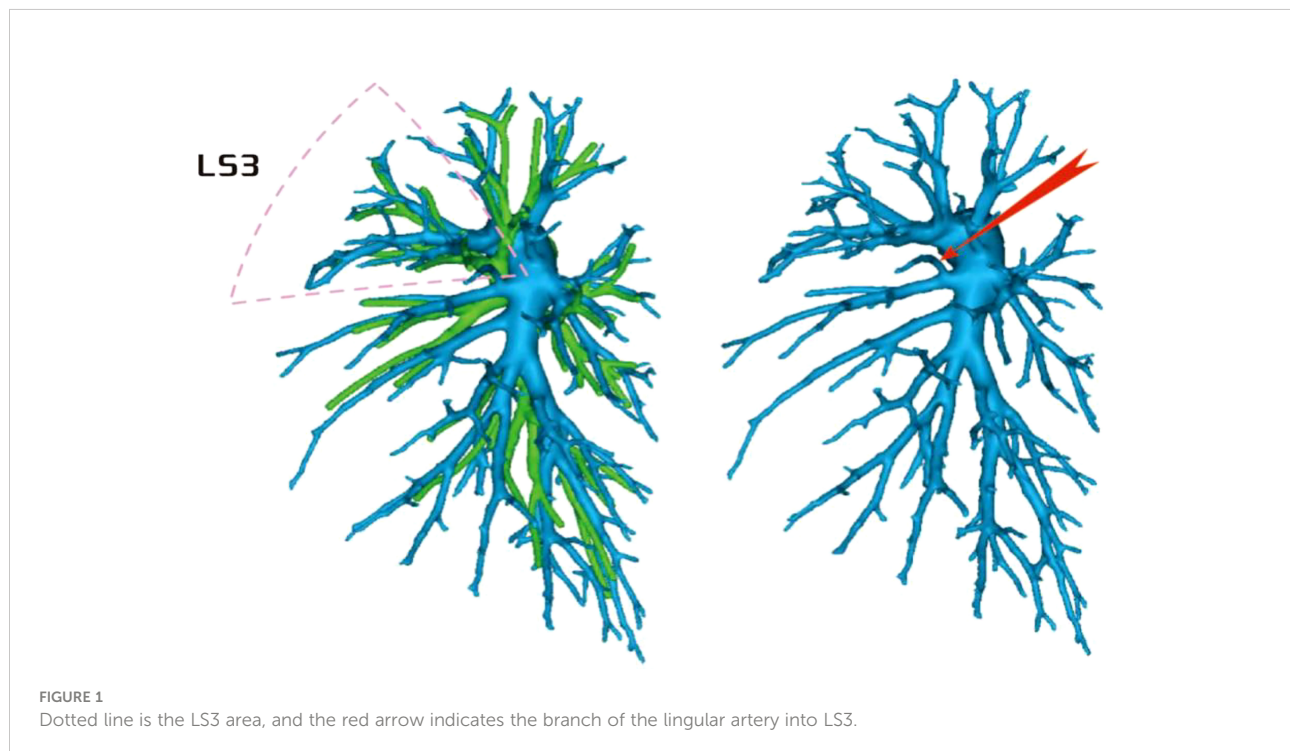 LS3
FIGURE 1
Dotted line is the LS3 area, and the red arrow indicates the branch of the lingular artery into LS3.